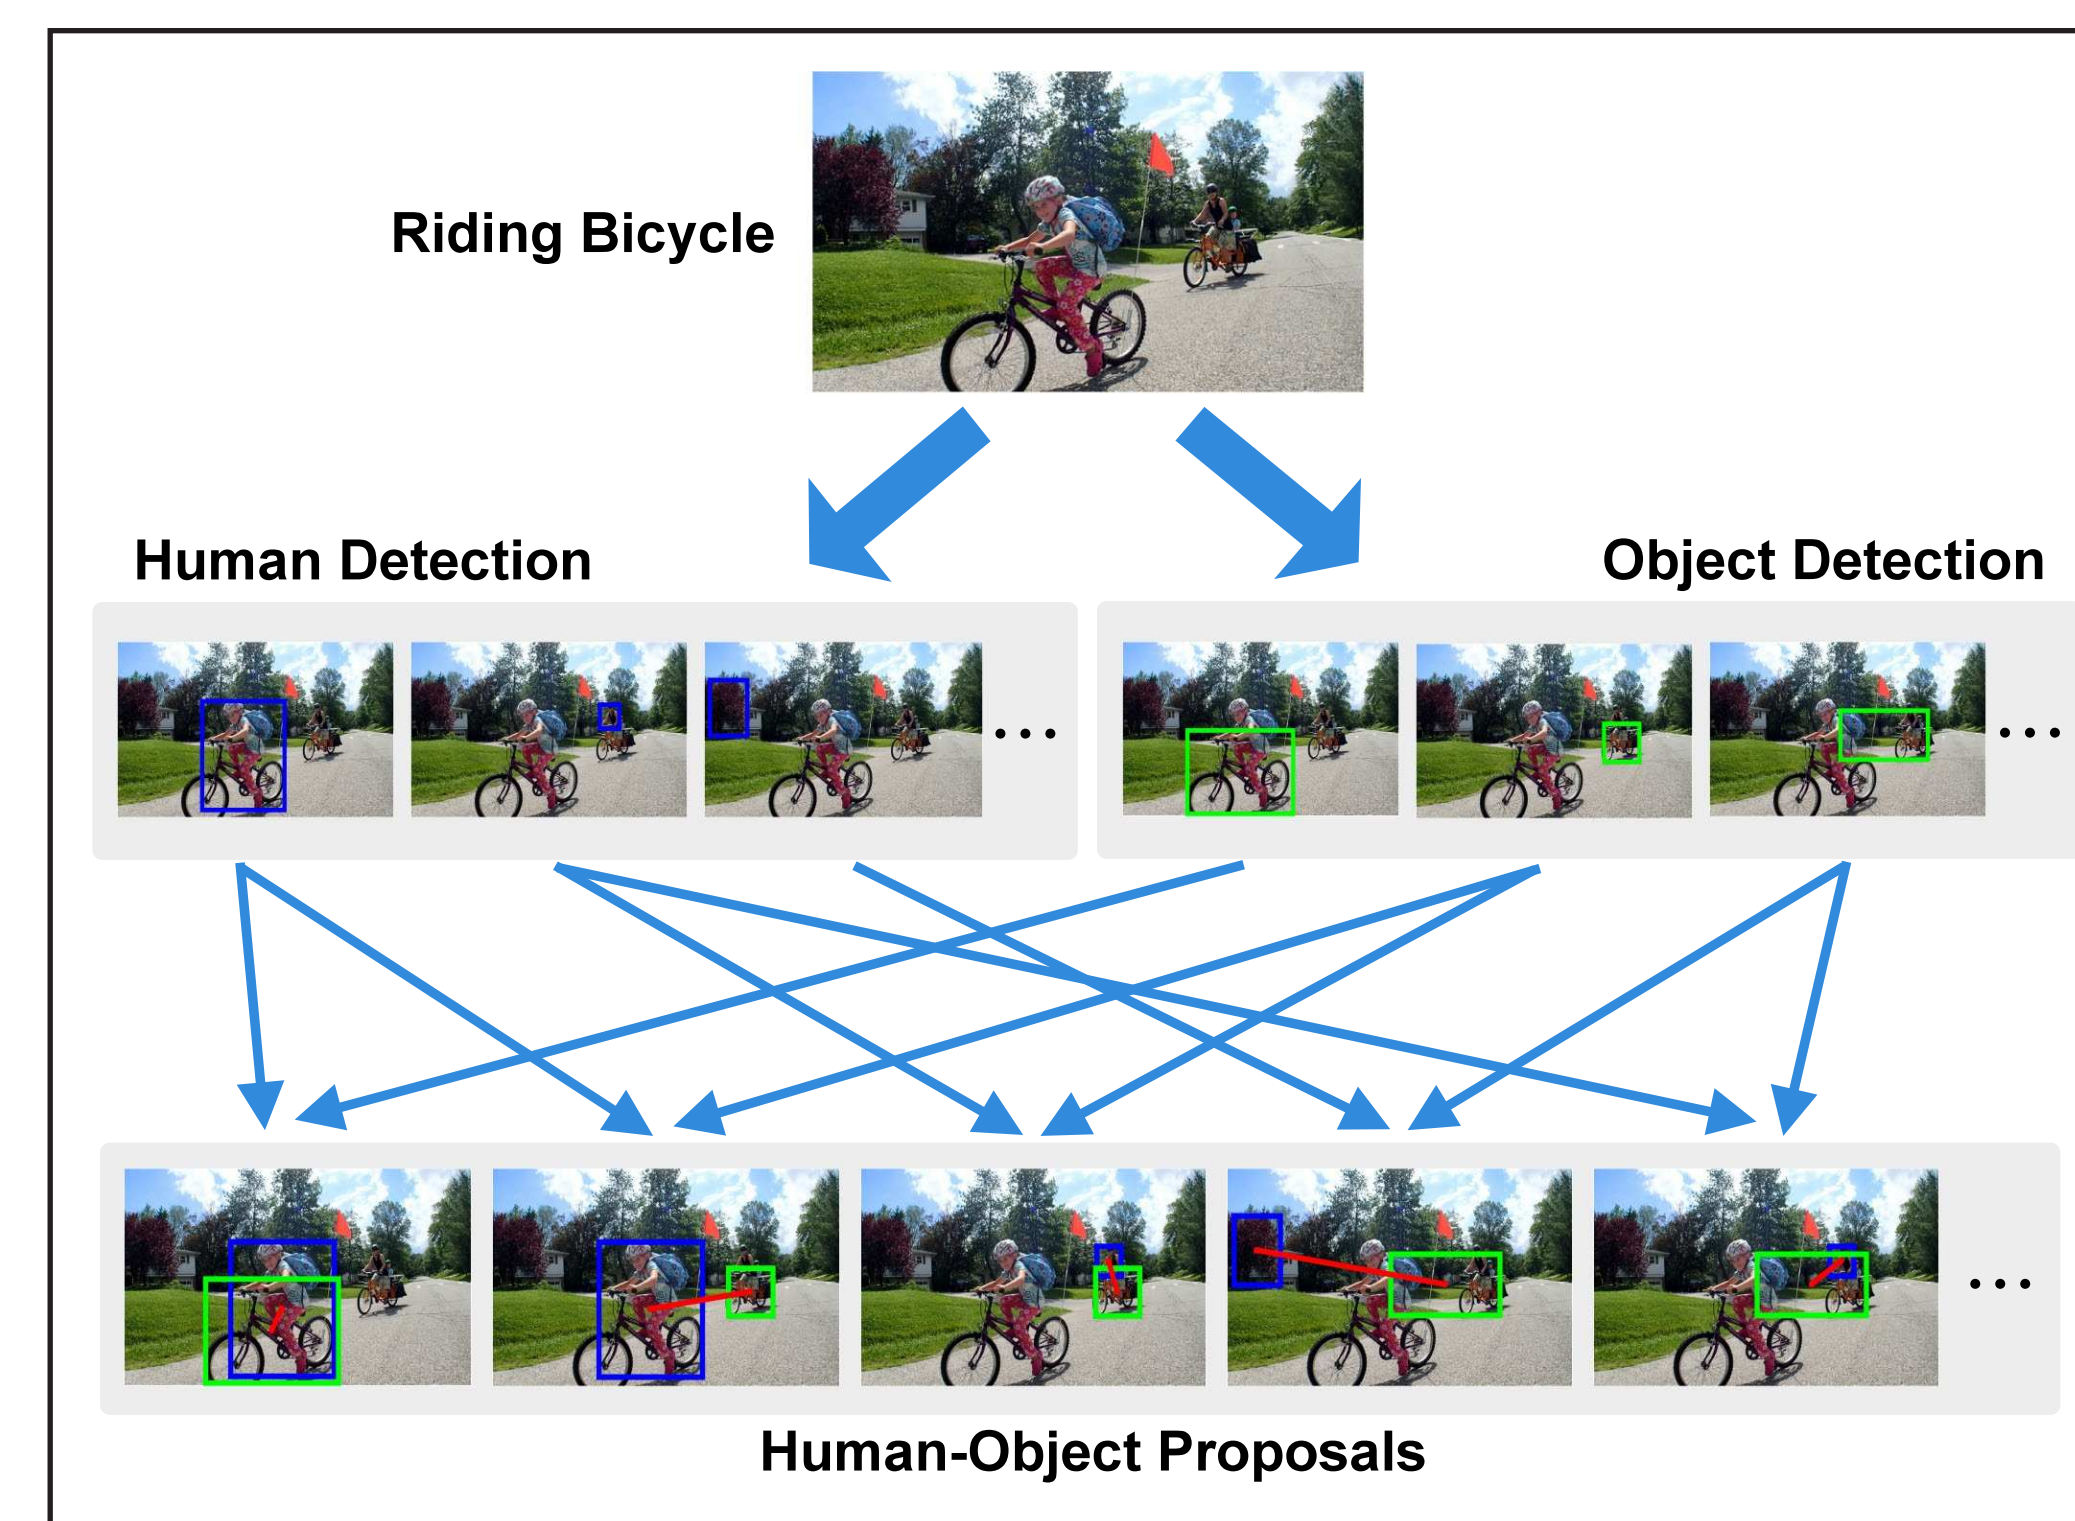 Riding Bicycle
Human Detection
Object Detection
...
...
...
Human-Object Proposals